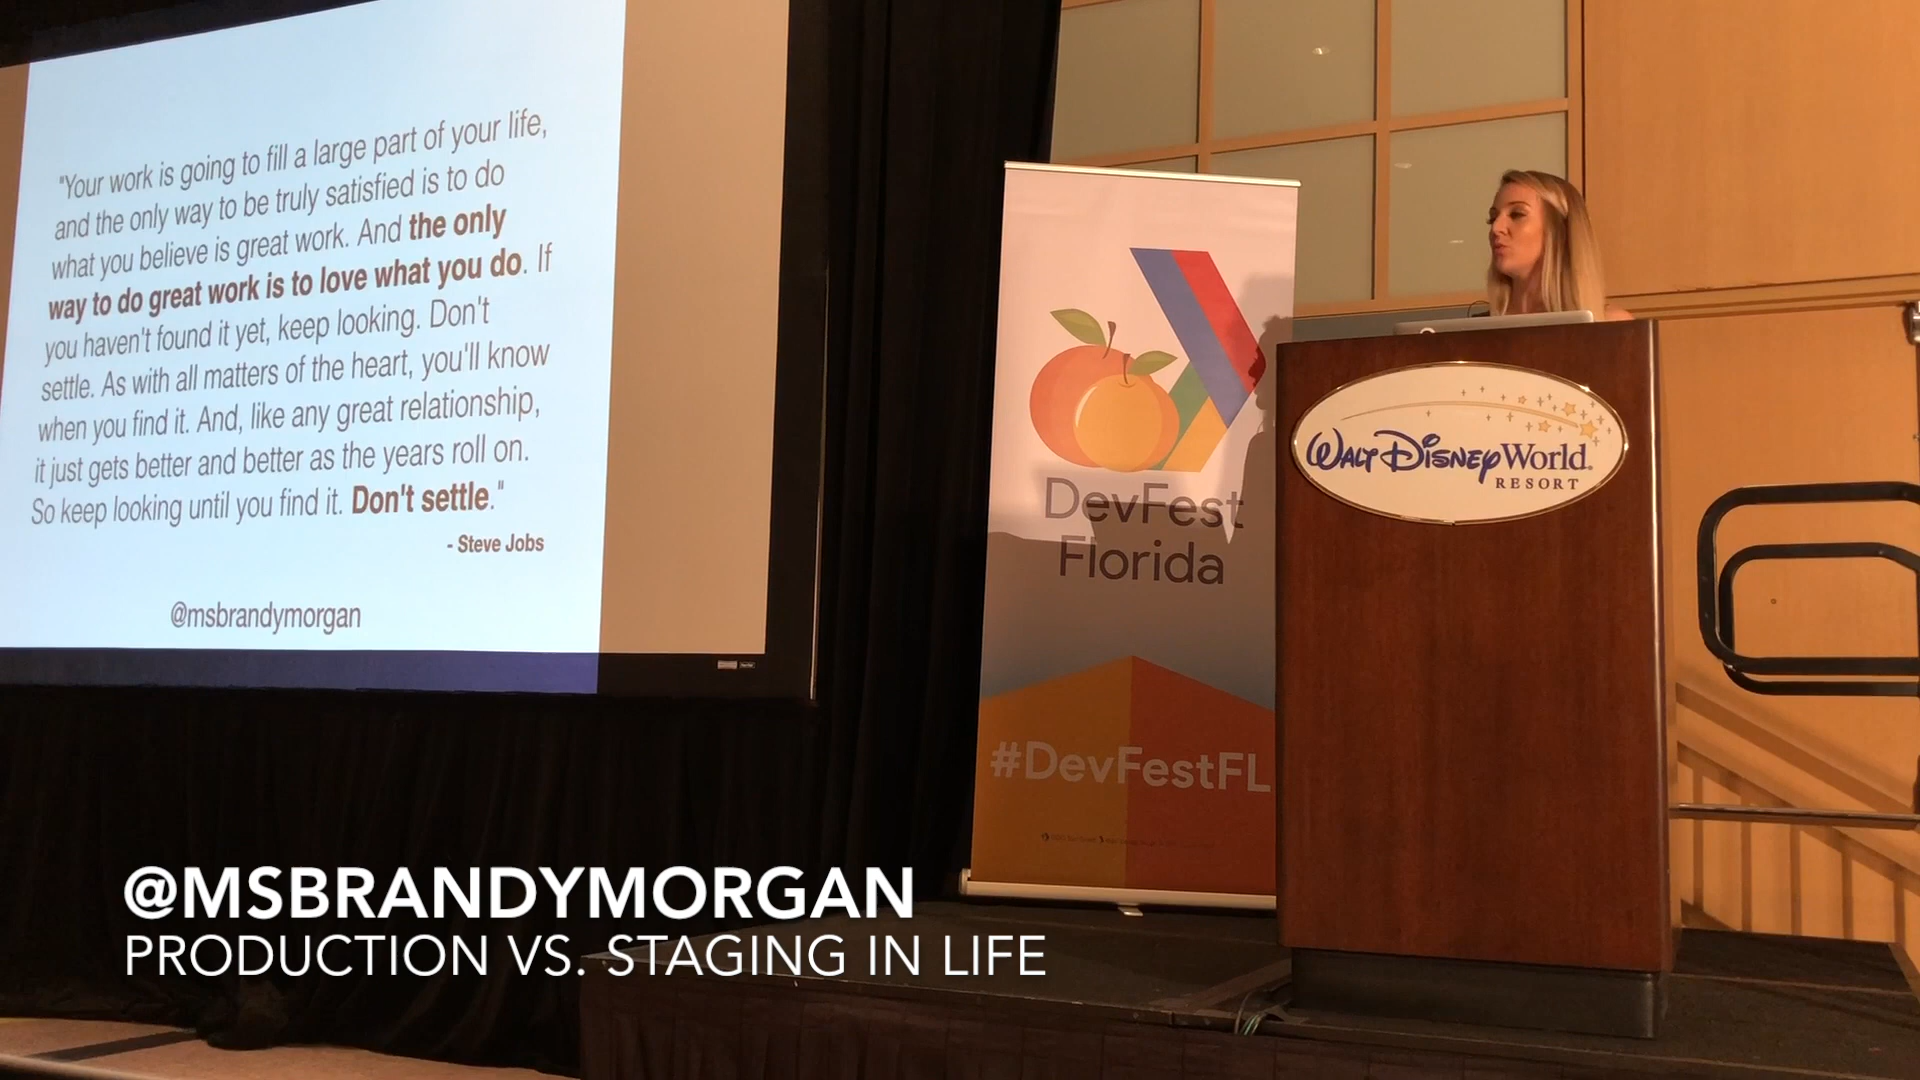 "Your work is going to fill a large part of your life,
and the only way to be truly satisfied is to do
what you believe is great work. And the only
way to do great work is to love what you do. If
you haven't found it yet, keep looking. Don't
settle. As with all matters of the heart, you'll know
when you find it. And, like any great relationship,
it just gets better and better as the years roll on.
So keep looking until you find it. Don't settle."
- Steve Jobs
@msbrandymorgan
DevFest
Florida
#DevFestFL
WALT DISNEY World.
RESORT
@MSBRANDYMORGAN
PRODUCTION VS. STAGING IN LIFE